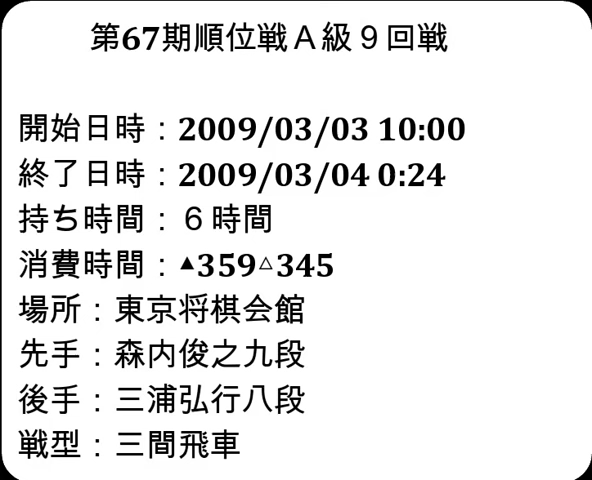 第67期順位戦Ａ級９回戦
開始日時：2009/03/03 10:00
終了日時：2009/03/04 0:24
持ち時間：６時間
消費時間：▲359△345
場所：東京将棋会館
先手：森内俊之九段
後手：三浦弘行八段
戦型：三間飛車